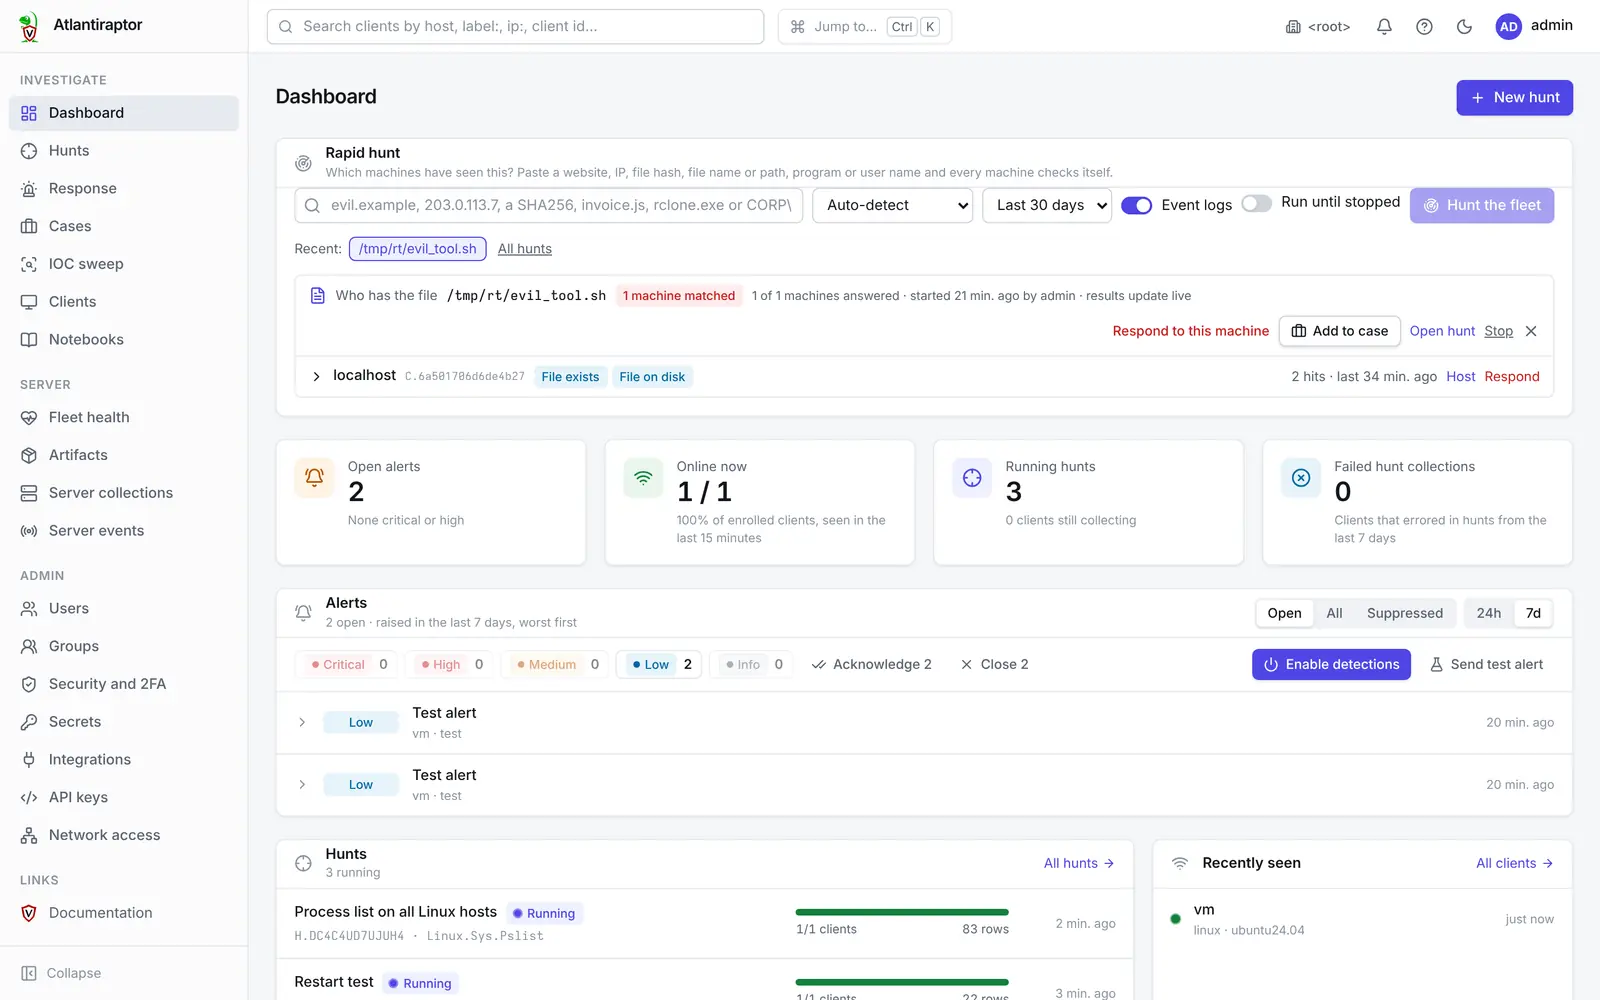 Atlantiraptor
Search clients by host, label:, ip:, client id...
Jump to... Ctrl K
<root>
AD admin
INVESTIGATE
Dashboard
Hunts
Response
Cases
IOC sweep
Clients
Notebooks
SERVER
Fleet health
Artifacts
Server collections
Server events
ADMIN
Users
Groups
Security and 2FA
Secrets
Integrations
API keys
Network access
LINKS
Documentation
Collapse
Dashboard
New hunt
Rapid hunt
Which machines have seen this? Paste a website, IP, file hash, file name or path, program or user name and every machine checks itself.
evil.example, 203.0.113.7, a SHA256, invoice.js, rclone.exe or CORP\
Auto-detect
Last 30 days
Event logs
Run until stopped
Hunt the fleet
Recent: /tmp/rt/evil_tool.sh All hunts
Who has the file /tmp/rt/evil_tool.sh 1 machine matched 1 of 1 machines answered · started 21 min. ago by admin · results update live
Respond to this machine Add to case Open hunt Stop
localhost C.6a501706d6de4b27 File exists File on disk 2 hits · last 34 min. ago Host Respond
Open alerts
2
None critical or high
Online now
1 / 1
100% of enrolled clients, seen in the
last 15 minutes
Running hunts
3
0 clients still collecting
Failed hunt collections
0
Clients that errored in hunts from the
last 7 days
Alerts
2 open · raised in the last 7 days, worst first
Open All Suppressed 24h 7d
Critical 0 High 0 Medium 0 Low 2 Info 0 Acknowledge 2 Close 2 Enable detections Send test alert
Low Test alert 20 min. ago
vm · test
Low Test alert 20 min. ago
vm · test
Hunts
3 running
All hunts
Process list on all Linux hosts Running
H.DC4C4UD7UJUH4 · Linux.Sys.Pslist
1/1 clients 83 rows
2 min. ago
Restart test Running
1/1 clients 22 rows
3 min. ago
Recently seen All clients
vm
linux · ubuntu24.04
just now